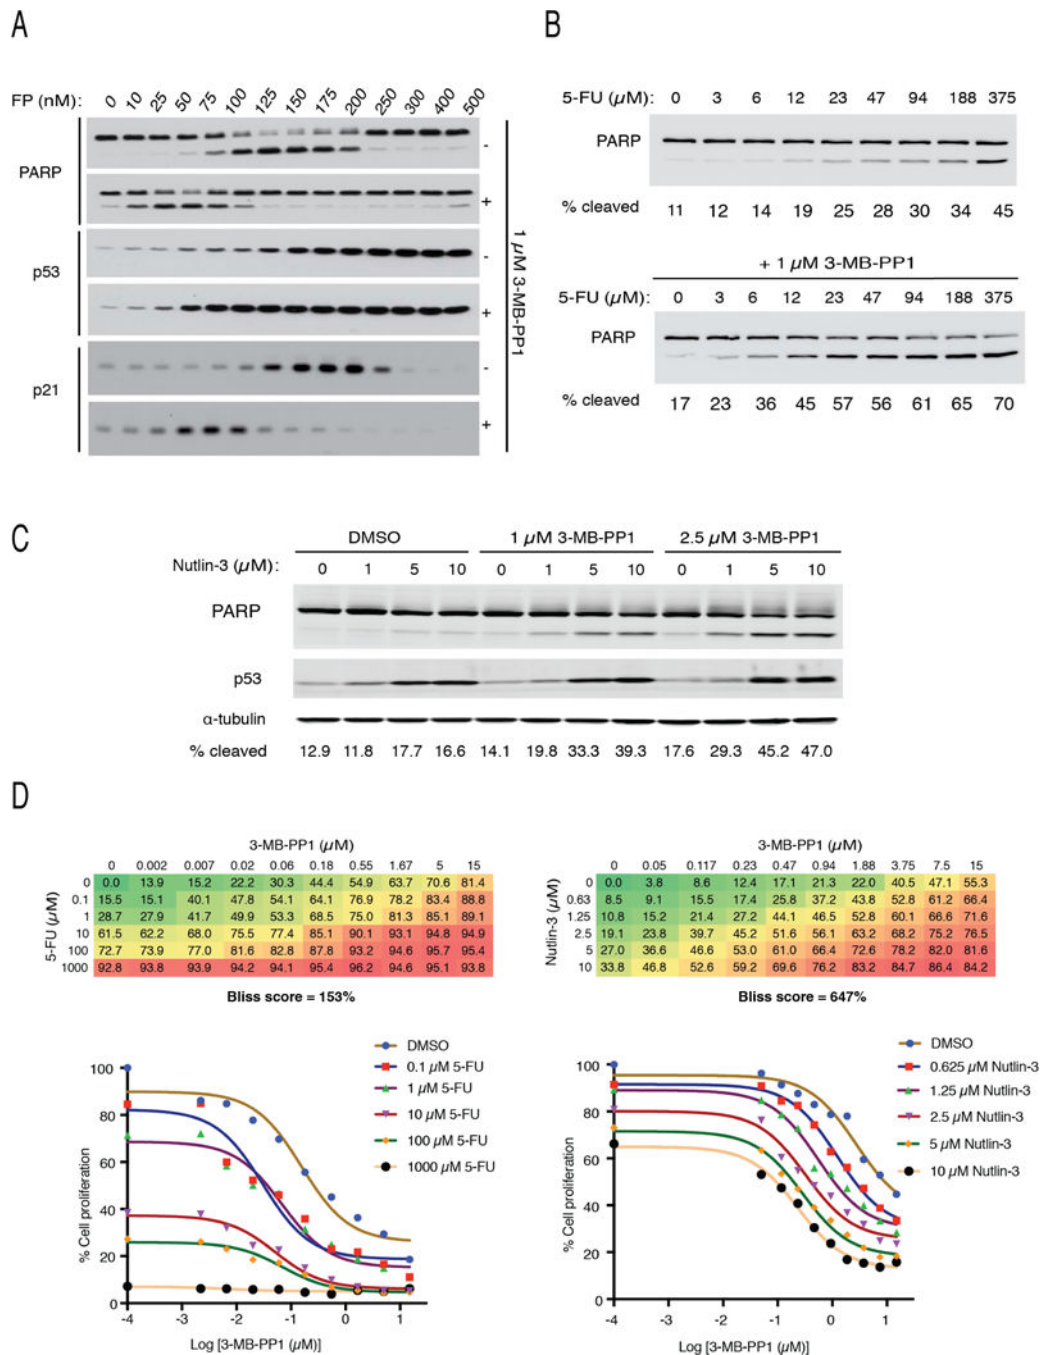 A
FP (nM): 0 10 25 50 75 100 125 150 175 200 250 300 400 500
PARP - +
p53 - +
p21 - +
1 µM 3-MB-PP1
B
5-FU (µM): 0 3 6 12 23 47 94 188 375
PARP
% cleaved 11 12 14 19 25 28 30 34 45
+ 1 µM 3-MB-PP1
5-FU (µM): 0 3 6 12 23 47 94 188 375
PARP
% cleaved 17 23 36 45 57 56 61 65 70
C
DMSO 1 µM 3-MB-PP1 2.5 µM 3-MB-PP1
Nutlin-3 (µM): 0 1 5 10 0 1 5 10 0 1 5 10
PARP
p53
α-tubulin
% cleaved 12.9 11.8 17.7 16.6 14.1 19.8 33.3 39.3 17.6 29.3 45.2 47.0
D
3-MB-PP1 (µM)
0 0.002 0.007 0.02 0.06 0.18 0.55 1.67 5 15
5-FU (µM)
0 0.0 13.9 15.2 22.2 30.3 44.4 54.9 63.7 70.6 81.4
0.1 15.5 15.1 40.1 47.8 54.1 64.1 76.9 78.2 83.4 88.8
1 28.7 27.9 41.7 49.9 53.3 68.5 75.0 81.3 85.1 89.1
10 61.5 62.2 68.0 75.5 77.4 85.1 90.1 93.1 94.8 94.9
100 72.7 73.9 77.0 81.6 82.8 87.8 93.2 94.6 95.7 95.4
1000 92.8 93.8 93.9 94.2 94.1 95.4 96.2 94.6 95.1 93.8
Bliss score = 153%
3-MB-PP1 (µM)
0 0.05 0.117 0.23 0.47 0.94 1.88 3.75 7.5 15
Nutlin-3 (µM)
0 0.0 3.8 8.6 12.4 17.1 21.3 22.0 40.5 47.1 55.3
0.63 8.5 9.1 15.5 17.4 25.8 37.2 43.8 52.8 61.2 66.4
1.25 10.8 15.2 21.4 27.2 44.1 46.5 52.8 60.1 66.6 71.6
2.5 19.1 23.8 39.7 45.2 51.6 56.1 63.2 68.2 75.2 76.5
5 27.0 36.6 46.6 53.0 61.0 66.4 72.6 78.2 82.0 81.6
10 33.8 46.8 52.6 59.2 69.6 76.2 83.2 84.7 86.4 84.2
Bliss score = 647%
% Cell proliferation
100
80
60
40
20
0
-4 -3 -2 -1 0 1
Log [3-MB-PP1 (µM)]
DMSO
0.1 µM 5-FU
1 µM 5-FU
10 µM 5-FU
100 µM 5-FU
1000 µM 5-FU
% Cell proliferation
100
80
60
40
20
0
-4 -3 -2 -1 0 1
Log [3-MB-PP1 (µM)]
DMSO
0.625 µM Nutlin-3
1.25 µM Nutlin-3
2.5 µM Nutlin-3
5 µM Nutlin-3
10 µM Nutlin-3